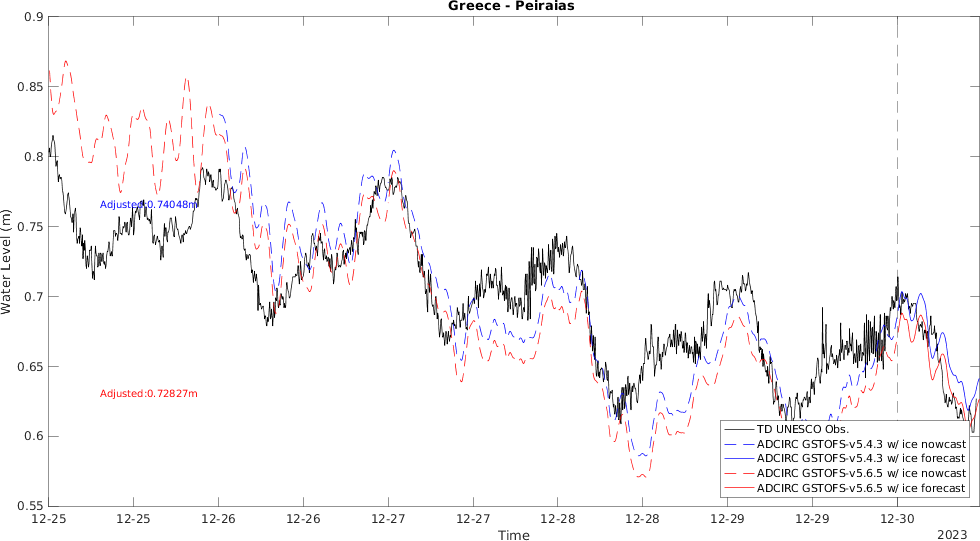 Greece - Peiraias
0.9
0.85
0.8
0.75
0.7
0.65
0.6
0.55
Water Level (m)
Adjusted:0.74048m
Adjusted:0.72827m
TD UNESCO Obs.
ADCIRC GSTOFS-v5.4.3 w/ ice nowcast
ADCIRC GSTOFS-v5.4.3 w/ ice forecast
ADCIRC GSTOFS-v5.6.5 w/ ice nowcast
ADCIRC GSTOFS-v5.6.5 w/ ice forecast
12-25 12-25 12-26 12-26 12-27 12-27 12-28 12-28 12-29 12-29 12-30
Time
2023